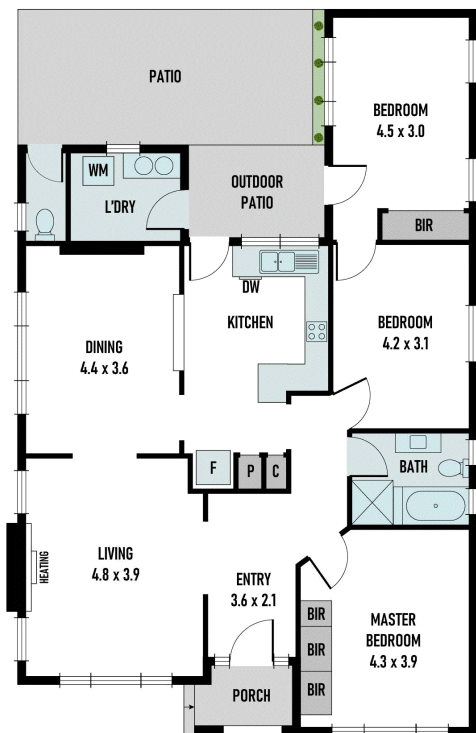 PATIO
BEDROOM
4.5 x 3.0
WM
L'DRY
OUTDOOR
PATIO
BIR
DW
KITCHEN
DINING
4.4 x 3.6
BEDROOM
4.2 x 3.1
F
P
C
BATH
HEATING
LIVING
4.8 x 3.9
ENTRY
3.6 x 2.1
BIR
BIR
BIR
MASTER
BEDROOM
4.3 x 3.9
PORCH